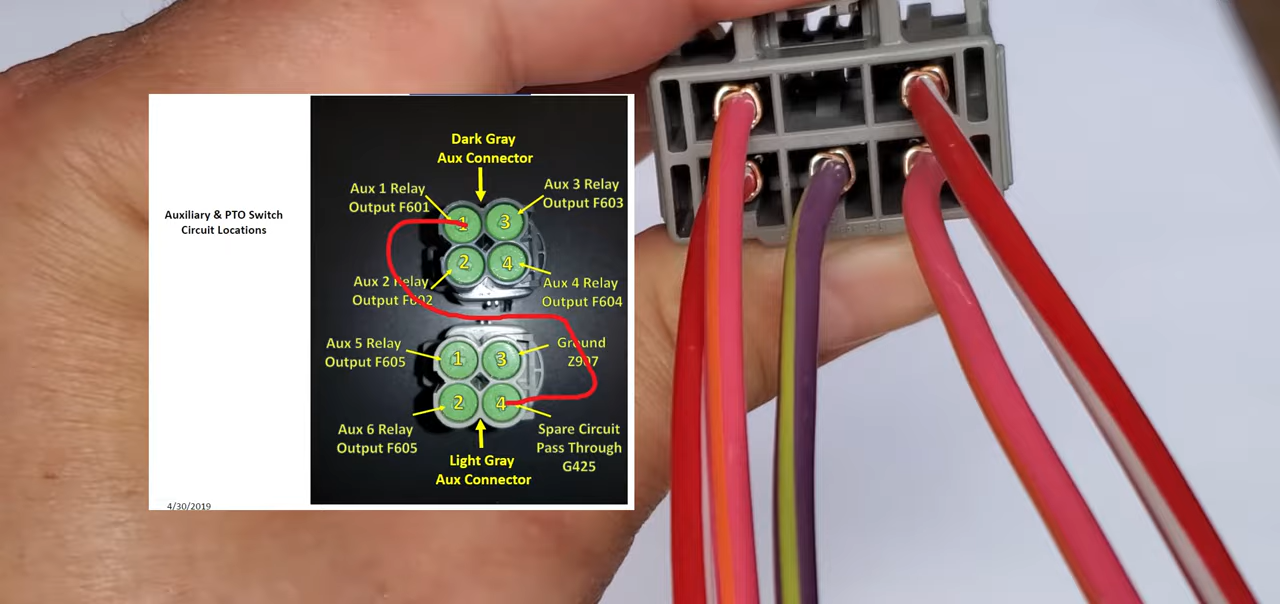 Auxiliary & PTO Switch
Circuit Locations
4/30/2019
Dark Gray
Aux Connector
Aux 1 Relay
Output F601
Aux 3 Relay
Output F603
1
3
2
4
Aux 2 Relay
Output F602
Aux 4 Relay
Output F604
Aux 5 Relay
Output F605
Ground
Z907
1
3
2
4
Aux 6 Relay
Output F605
Spare Circuit
Pass Through
G425
Light Gray
Aux Connector